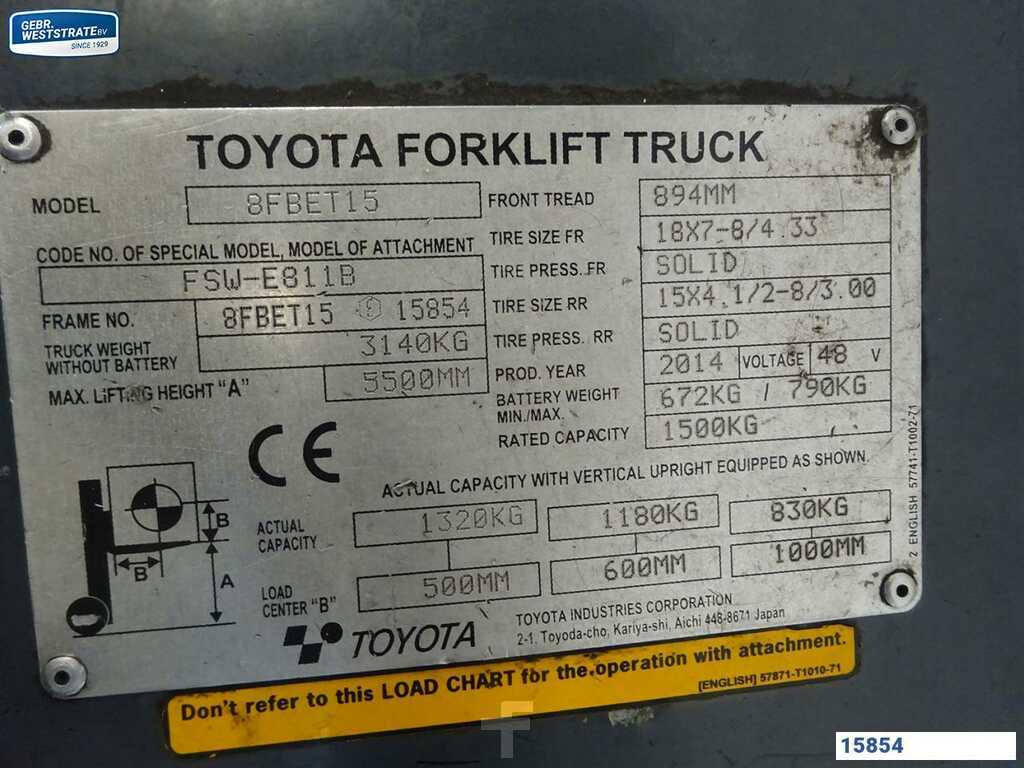 GEBR.
WESTSTRATE BV
SINCE 1929
TOYOTA FORKLIFT TRUCK
MODEL 8FBET15
CODE NO. OF SPECIAL MODEL, MODEL OF ATTACHMENT
FSW-E811B
FRAME NO. 8FBET15 15854
TRUCK WEIGHT
WITHOUT BATTERY 3140KG
MAX. LIFTING HEIGHT "A" 5500MM
FRONT TREAD 894MM
TIRE SIZE FR 18X7-8/4.33
TIRE PRESS. FR SOLID
TIRE SIZE RR 15X4.1/2-8/3.00
TIRE PRESS. RR SOLID
PROD. YEAR 2014 VOLTAGE 48 V
BATTERY WEIGHT
MIN./MAX. 672KG / 790KG
RATED CAPACITY 1500KG
CE
ACTUAL CAPACITY WITH VERTICAL UPRIGHT EQUIPPED AS SHOWN.
ACTUAL
CAPACITY 1320KG 1180KG 830KG
LOAD
CENTER "B" 500MM 600MM 1000MM
B
B
A
TOYOTA
TOYOTA INDUSTRIES CORPORATION
2-1, Toyoda-cho, Kariya-shi, Aichi 448-8671 Japan
2 ENGLISH 57741-T1002-71
Don't refer to this LOAD CHART for the operation with attachment.
[ENGLISH] 57871-T1010-71
F
15854